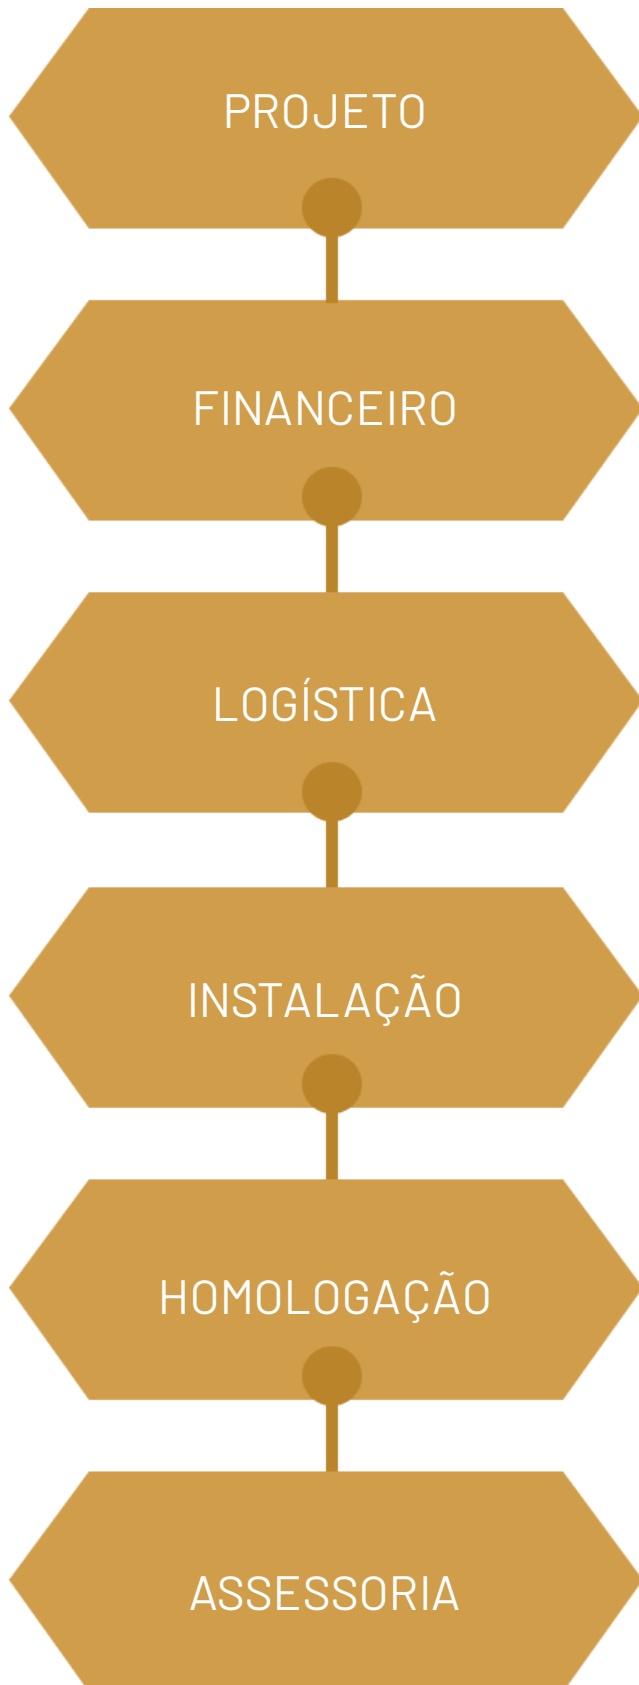 PROJETO
FINANCEIRO
LOGÍSTICA
INSTALAÇÃO
HOMOLOGAÇÃO
ASSESSORIA